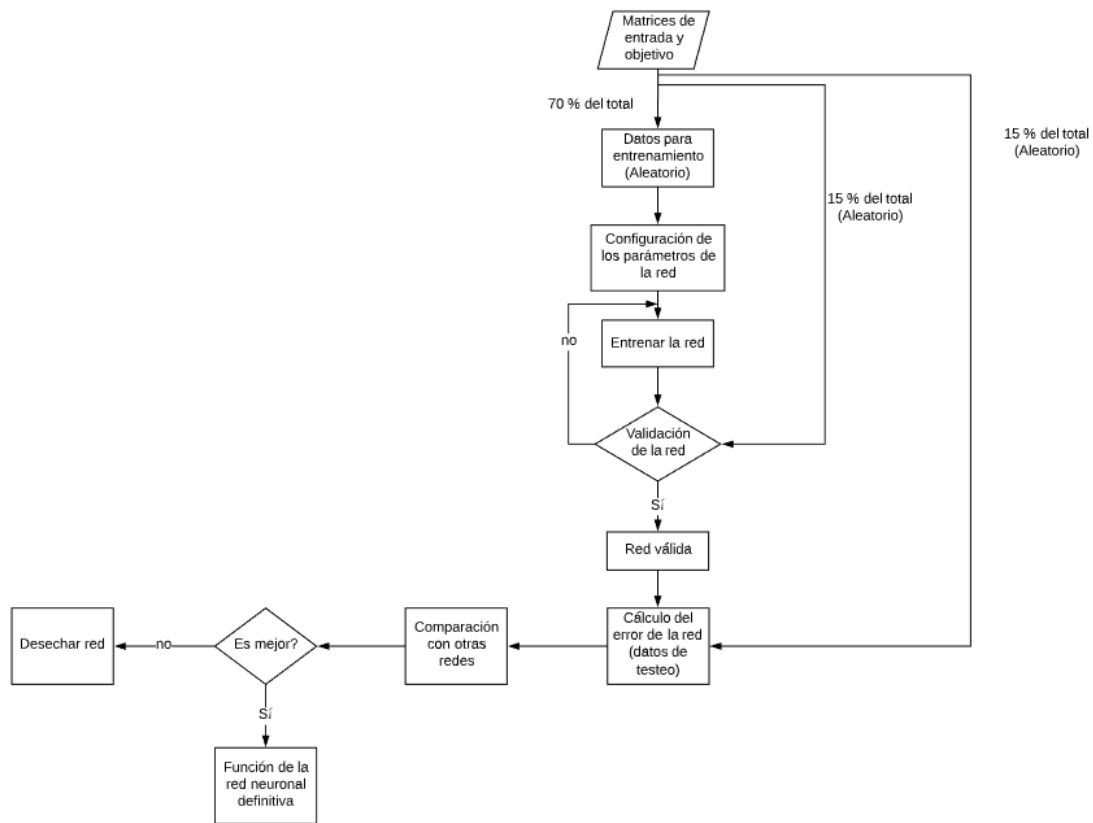 Matrices de
entrada y
objetivo
70 % del total
15 % del total
(Aleatorio)
Datos para
entrenamiento
(Aleatorio)
15 % del total
(Aleatorio)
Configuración de
los parámetros de
la red
no
Entrenar la red
Validación
de la red
Sí
Red válida
Desechar red
no
Es mejor?
Comparación
con otras
redes
Cálculo del
error de la red
(datos de
testeo)
Sí
Función de la
red neuronal
definitiva